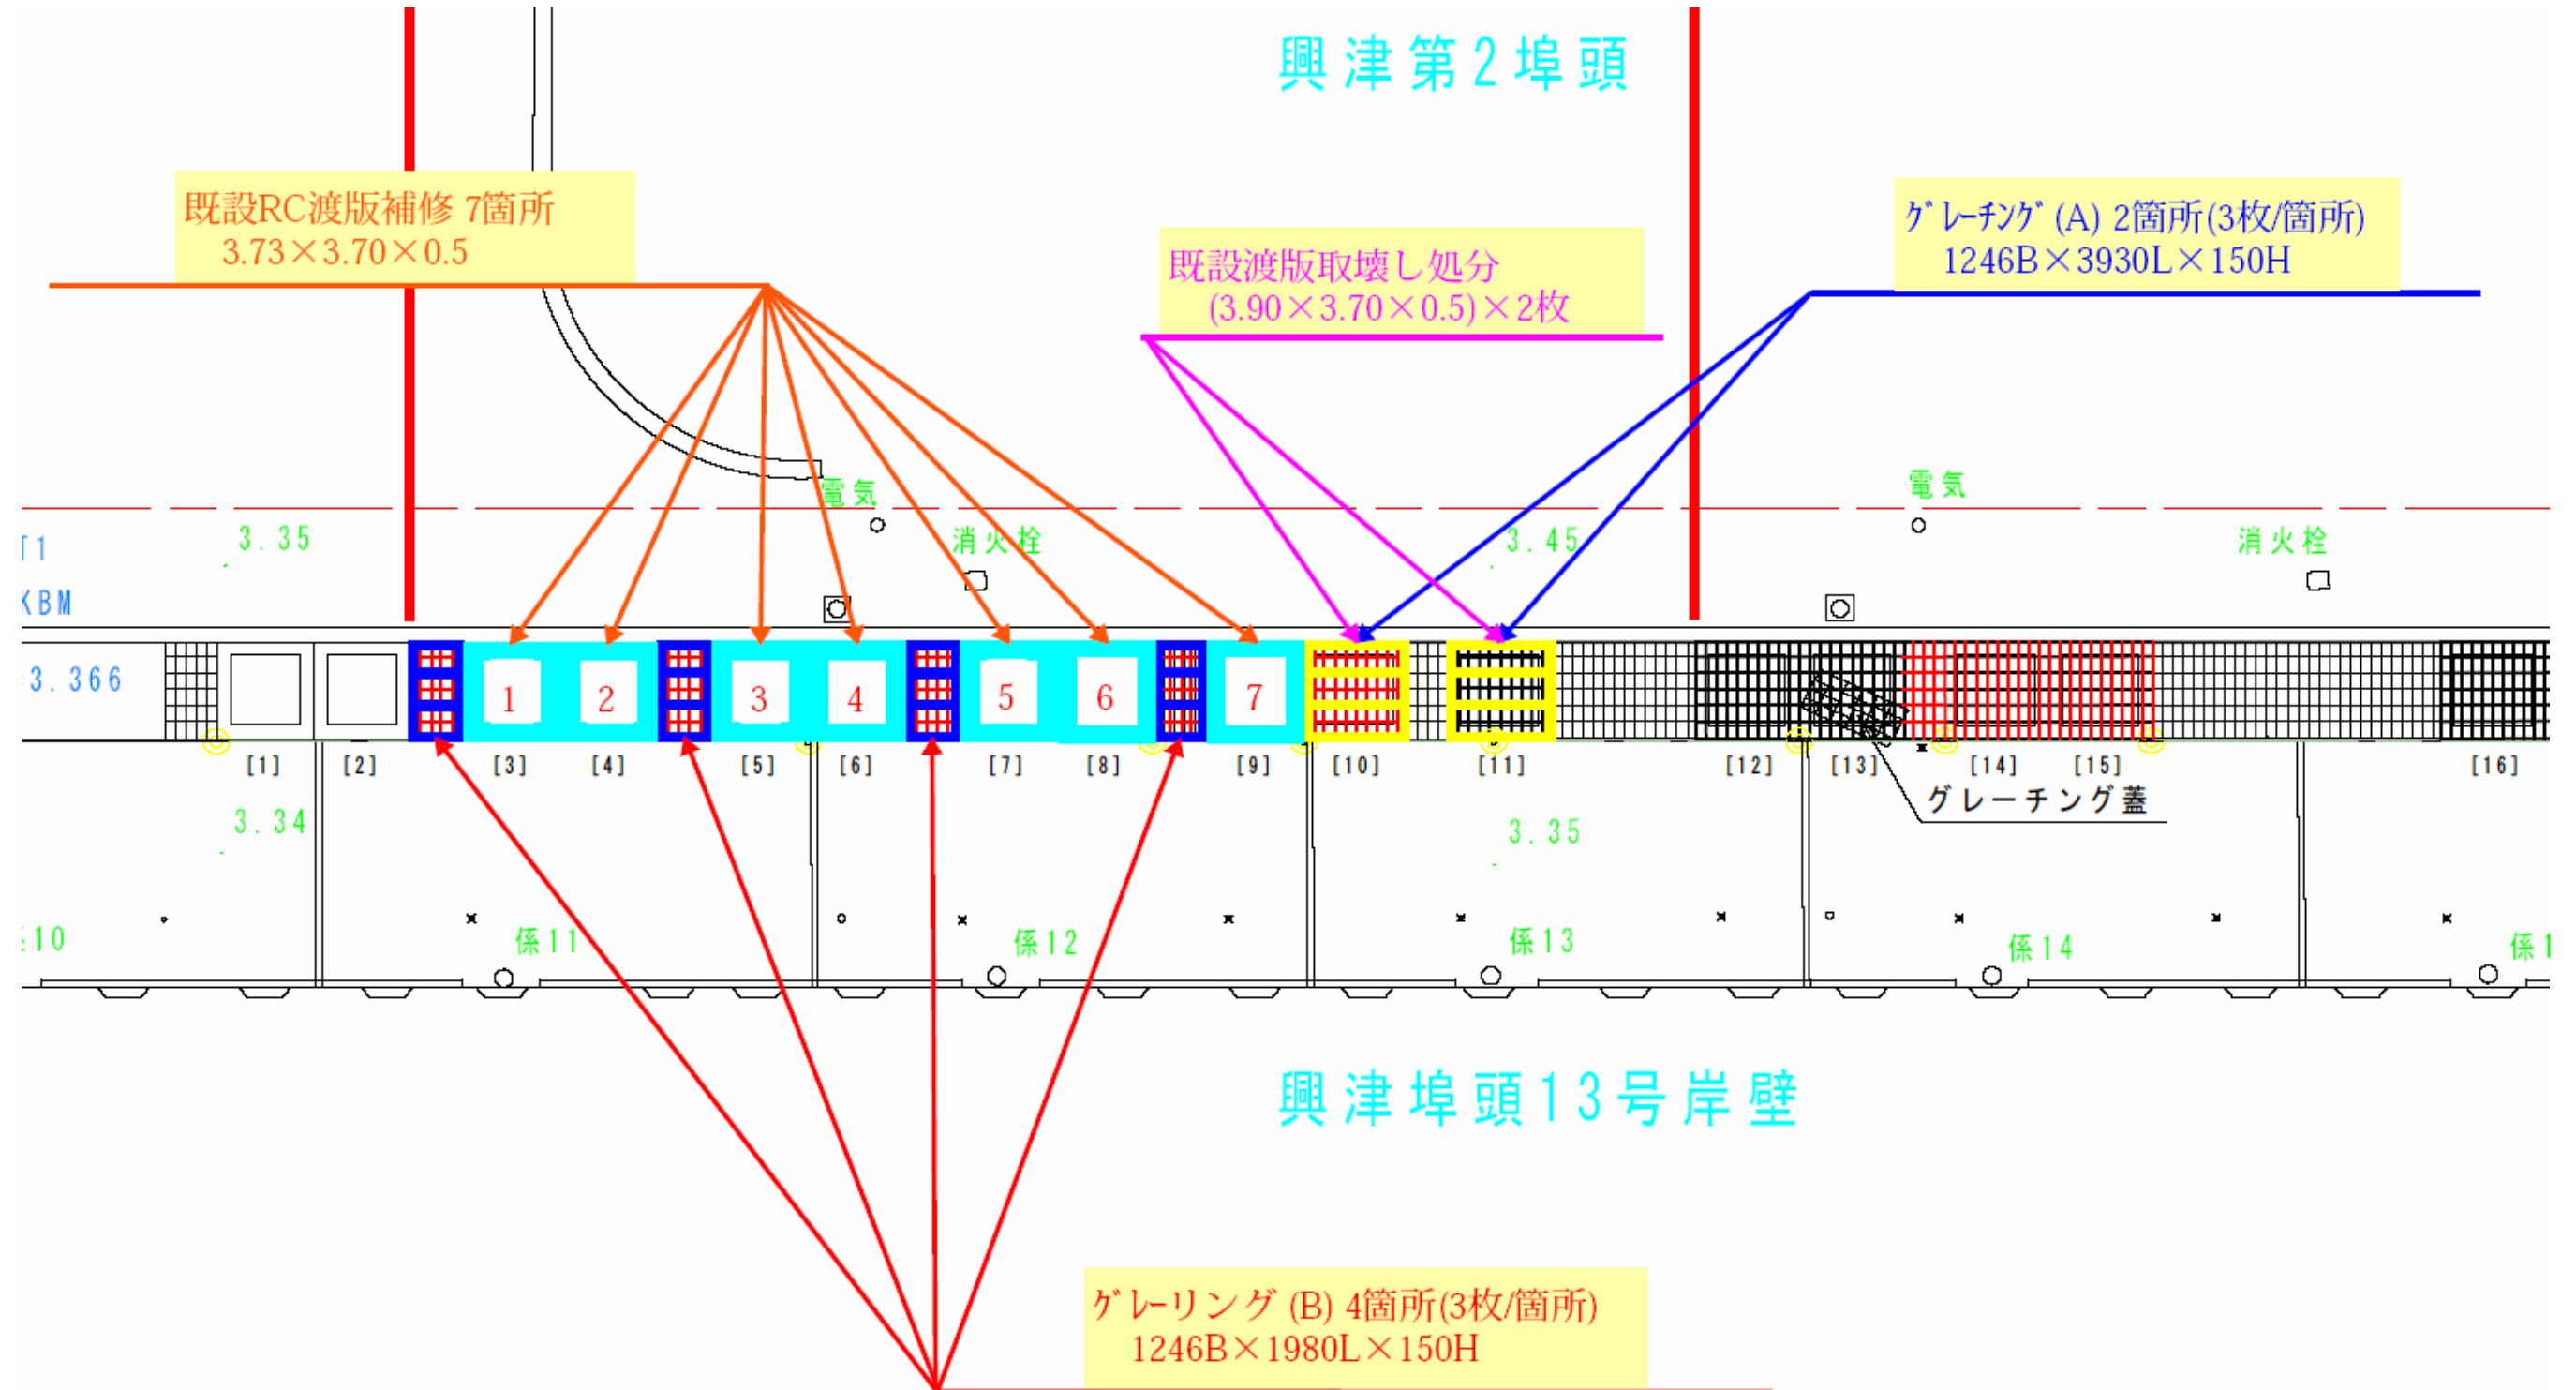 興津第2埠頭
既設RC渡版補修 7箇所
3.73×3.70×0.5
既設渡版取壊し処分
(3.90×3.70×0.5)×2枚
ｸﾞﾚｰﾁﾝｸﾞ(A) 2箇所(3枚/箇所)
1246B×3930L×150H
電気
電気
3.35
消火栓
3.45
消火栓
T1
KBM
3.366
1
2
3
4
5
6
7
[1]
[2]
[3]
[4]
[5]
[6]
[7]
[8]
[9]
[10]
[11]
[12]
[13]
[14]
[15]
[16]
グレーチング蓋
3.34
3.35
10
係11
係12
係13
係14
係1
興津埠頭13号岸壁
ｹﾞﾚｰリング(B) 4箇所(3枚/箇所)
1246B×1980L×150H